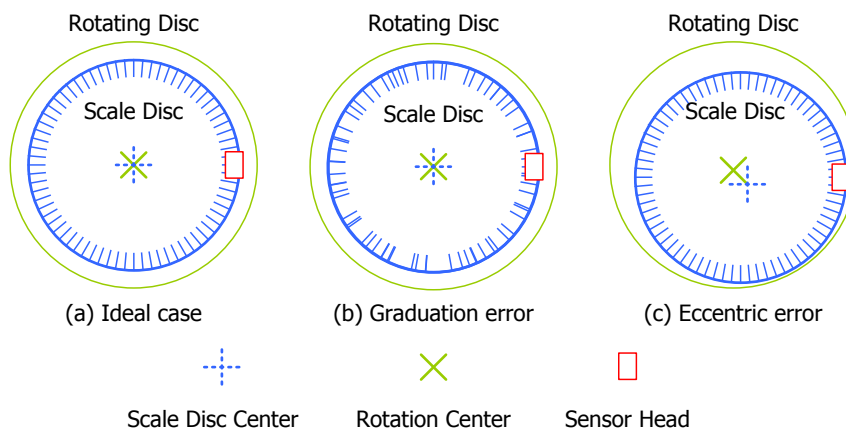 Rotating Disc
Rotating Disc
Rotating Disc
Scale Disc
Scale Disc
Scale Disc
(a) Ideal case
(b) Graduation error
(c) Eccentric error
Scale Disc Center
Rotation Center
Sensor Head